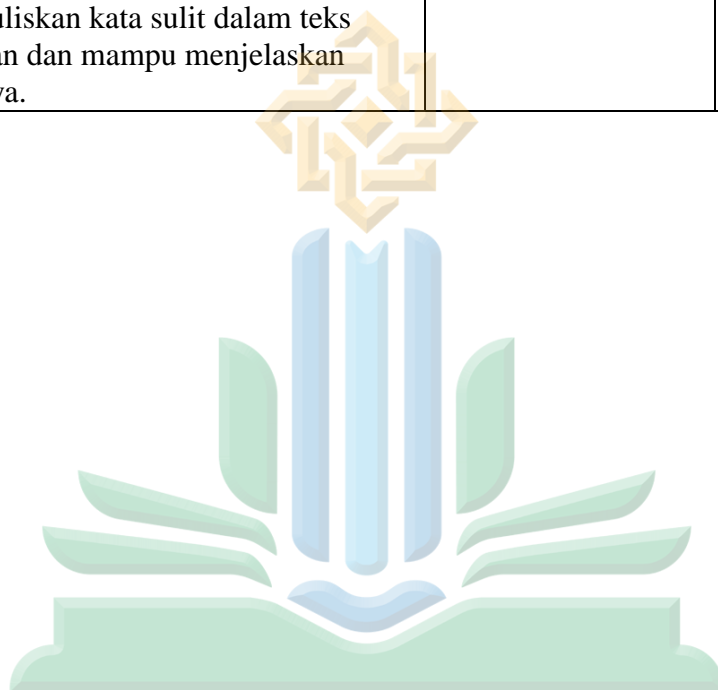 uliskan kata sulit dalam teks
an dan mampu menjelaskan
ya.